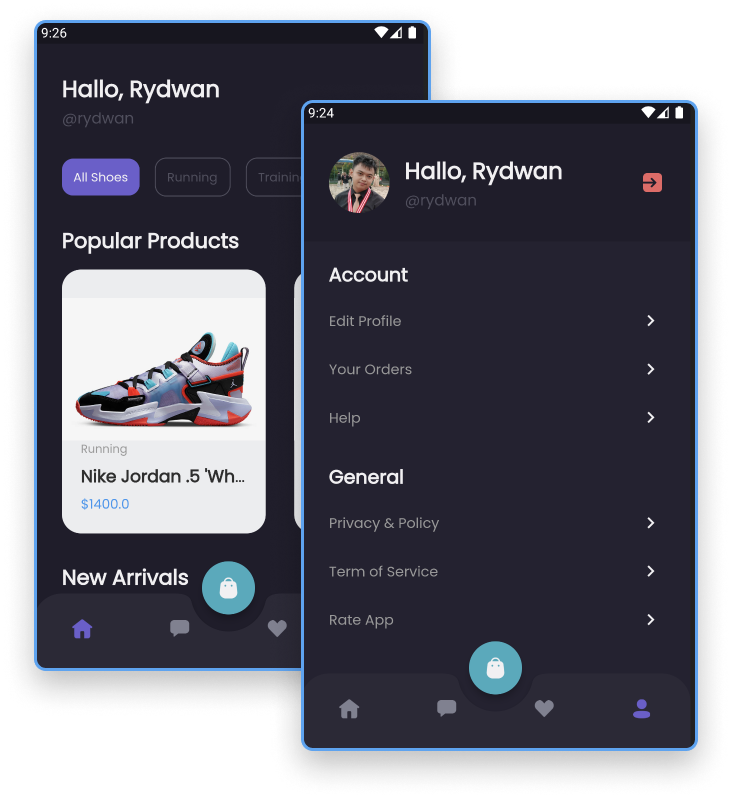 9:26
Hallo, Rydwan
@rydwan
All Shoes
Running
Popular Products
Running
Nike Jordan .5 'Wh...
$1400.0
New Arrivals
9:24
Hallo, Rydwan
@rydwan
Account
Edit Profile
Your Orders
Help
General
Privacy & Policy
Term of Service
Rate App